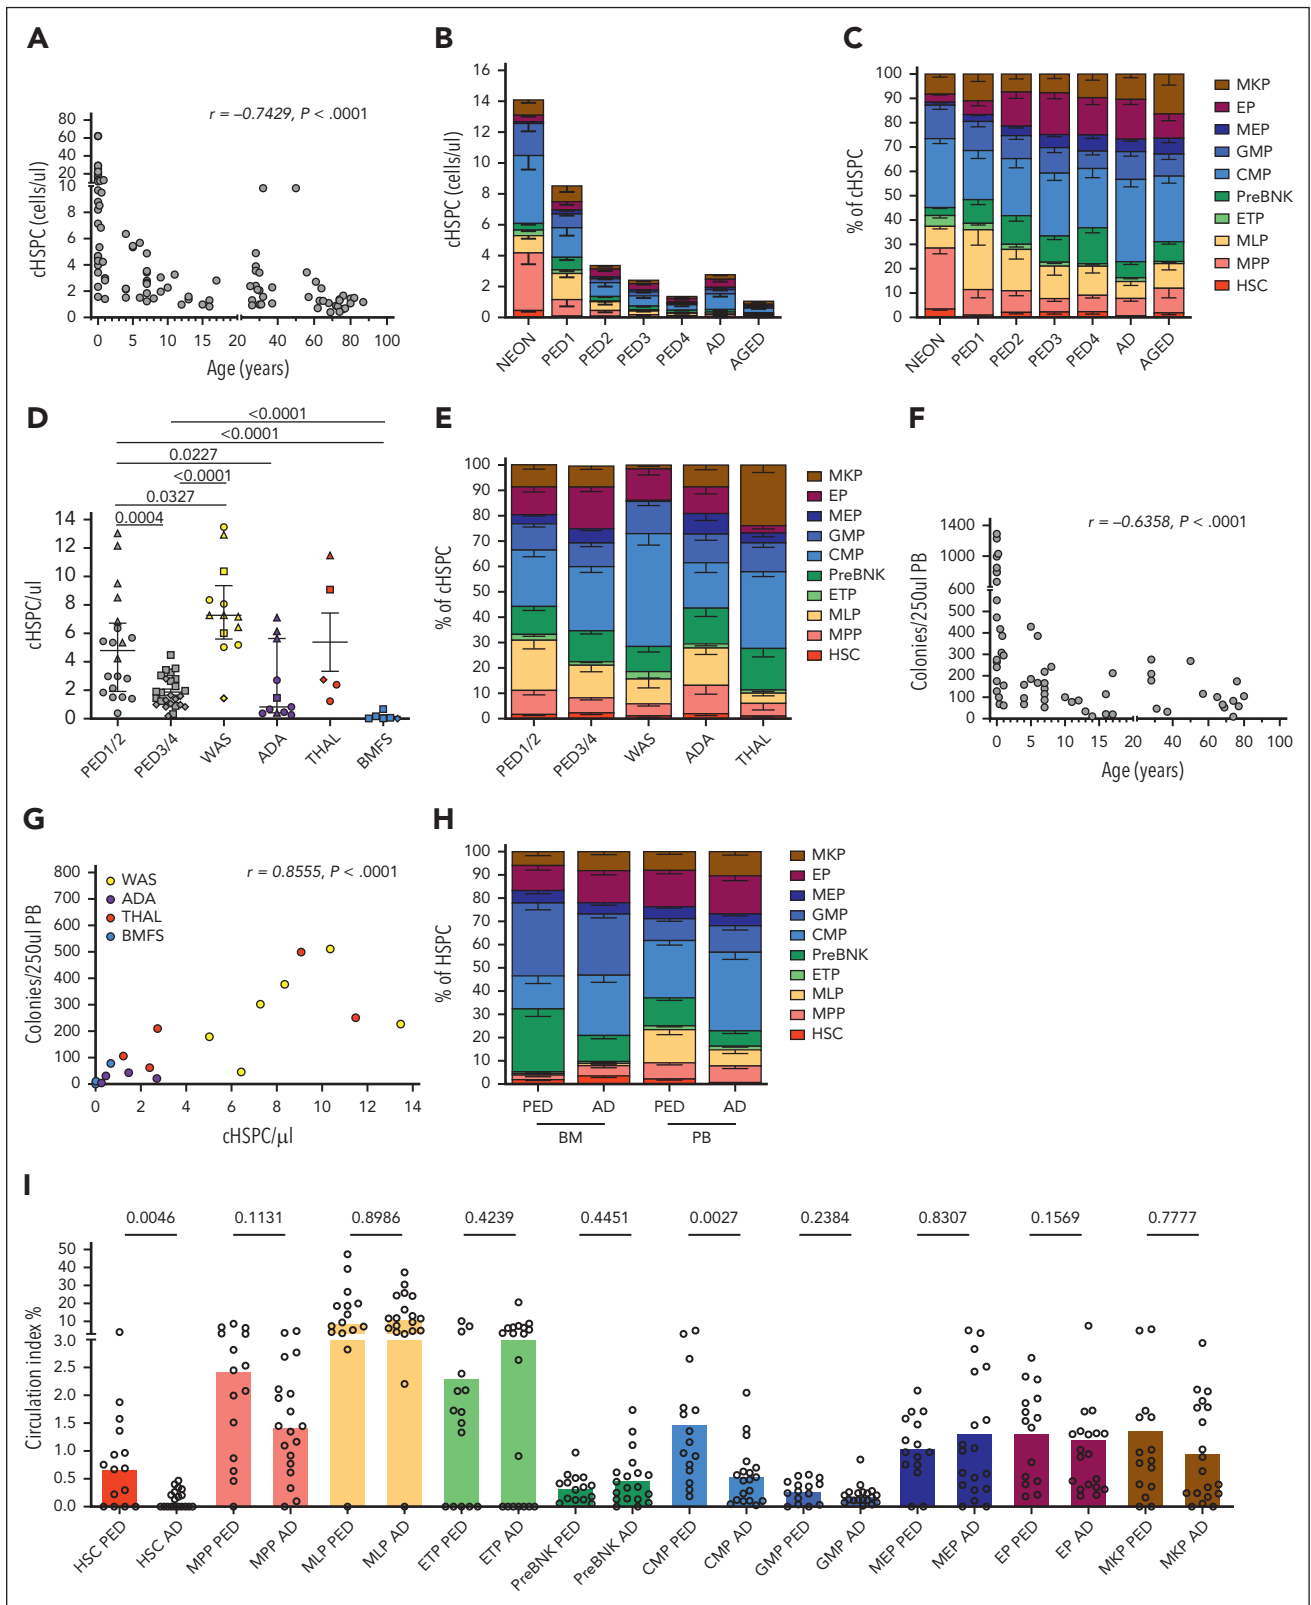 A
r = –0.7429, P < .0001
cHSPC (cells/ul)
80
60
40
20
10
8
6
4
2
0
0 5 10 15 20 40 60 80 100
Age (years)
B
cHSPC (cells/ul)
16
14
12
10
8
6
4
2
0
NEON PED1 PED2 PED3 PED4 AD AGED
C
% of cHSPC
100
90
80
70
60
50
40
30
20
10
0
NEON PED1 PED2 PED3 PED4 AD AGED
MKP
EP
MEP
GMP
CMP
PreBNK
ETP
MLP
MPP
HSC
D
<0.0001
<0.0001
0.0227
<0.0001
0.0327
0.0004
cHSPC/ul
14
12
10
8
6
4
2
0
PED1/2 PED3/4 WAS ADA THAL BMFS
E
% of cHSPC
100
90
80
70
60
50
40
30
20
10
0
PED1/2 PED3/4 WAS ADA THAL
MKP
EP
MEP
GMP
CMP
PreBNK
ETP
MLP
MPP
HSC
F
r = –0.6358, P < .0001
Colonies/250ul PB
1400
1000
600
500
400
300
200
100
0
0 5 10 15 20 40 60 80 100
Age (years)
G
r = 0.8555, P < .0001
WAS
ADA
THAL
BMFS
Colonies/250ul PB
800
700
600
500
400
300
200
100
0
0 2 4 6 8 10 12 14
cHSPC/μl
H
% of HSPC
100
90
80
70
60
50
40
30
20
10
0
PED AD PED AD
BM PB
MKP
EP
MEP
GMP
CMP
PreBNK
ETP
MLP
MPP
HSC
I
0.0046 0.1131 0.8986 0.4239 0.4451 0.0027 0.2384 0.8307 0.1569 0.7777
Circulation index %
50
40
30
20
10
3.0
2.5
2.0
1.5
1.0
0.5
0.0
HSC PED HSC AD MPP PED MPP AD MLP PED MLP AD ETP PED ETP AD PreBNK PED PreBNK AD CMP PED CMP AD GMP PED GMP AD MEP PED MEP AD EP PED EP AD MKP PED MKP AD